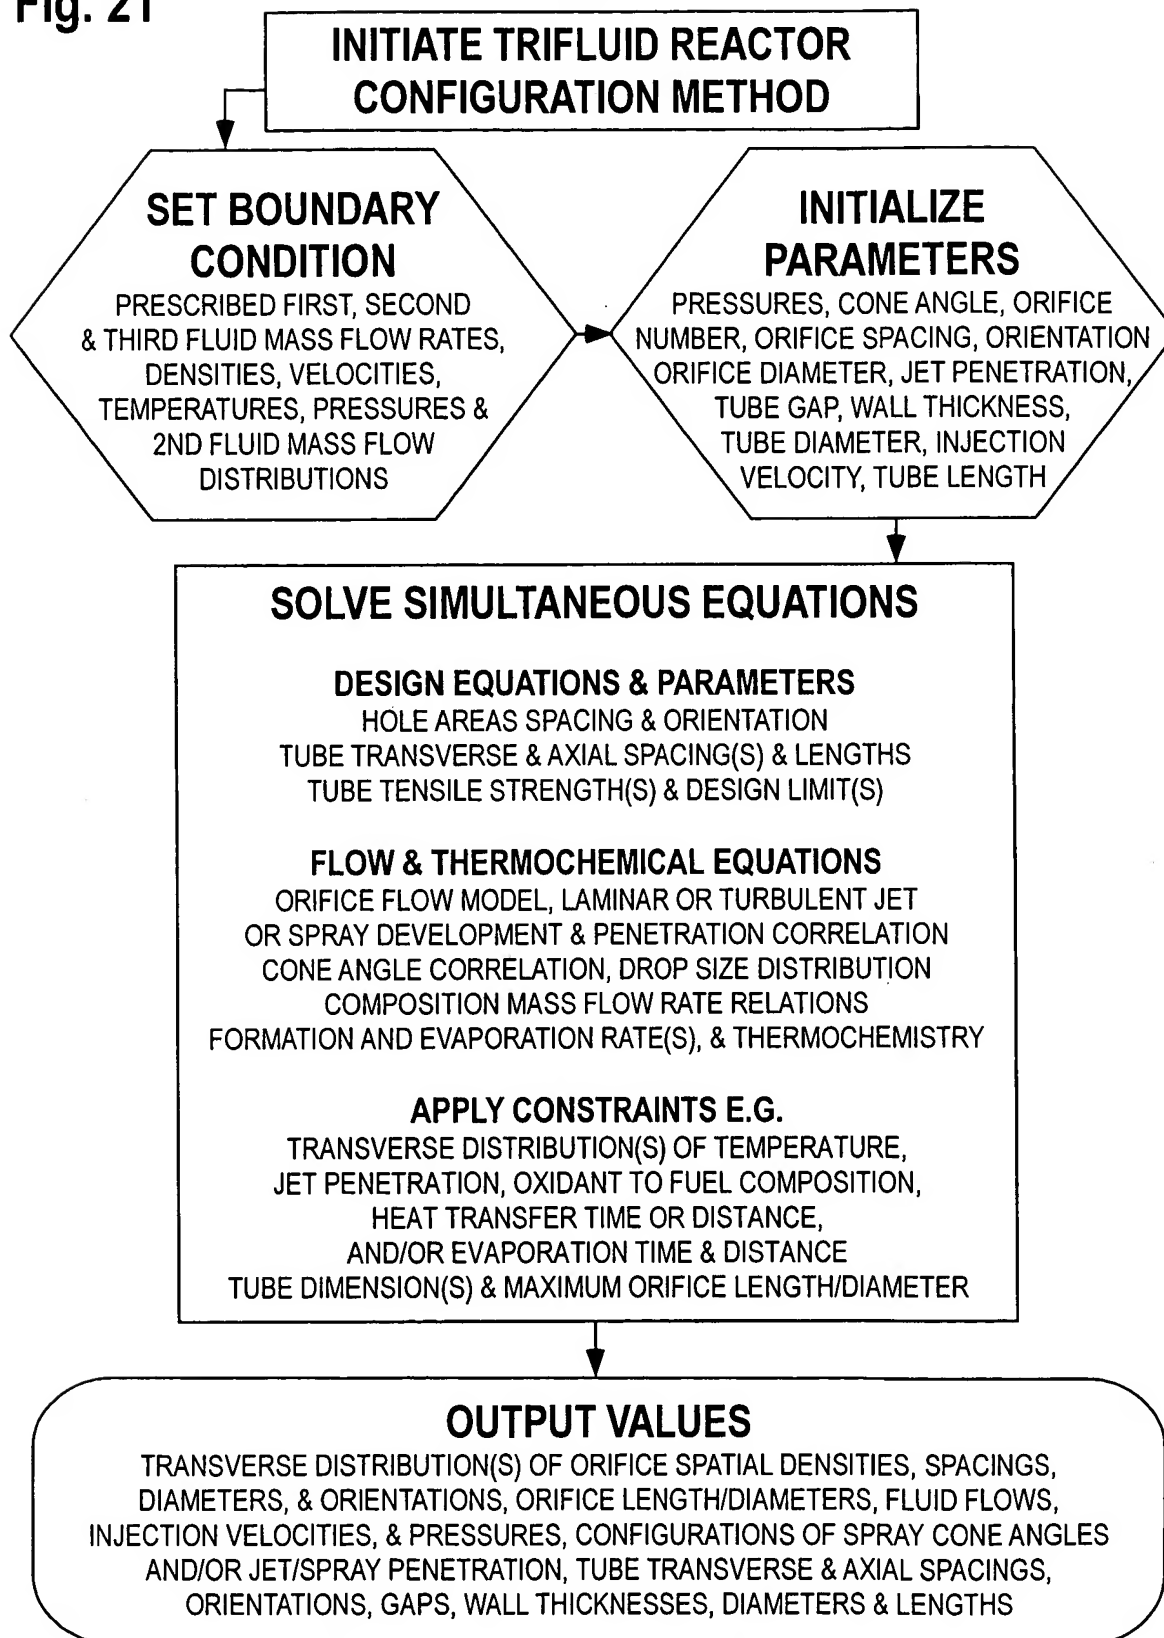 Fig. 21
INITIATE TRIFLUID REACTOR
CONFIGURATION METHOD
SET BOUNDARY
CONDITION
PRESCRIBED FIRST, SECOND
& THIRD FLUID MASS FLOW RATES,
DENSITIES, VELOCITIES,
TEMPERATURES, PRESSURES &
2ND FLUID MASS FLOW
DISTRIBUTIONS
INITIALIZE
PARAMETERS
PRESSURES, CONE ANGLE, ORIFICE
NUMBER, ORIFICE SPACING, ORIENTATION
ORIFICE DIAMETER, JET PENETRATION,
TUBE GAP, WALL THICKNESS,
TUBE DIAMETER, INJECTION
VELOCITY, TUBE LENGTH
SOLVE SIMULTANEOUS EQUATIONS
DESIGN EQUATIONS & PARAMETERS
HOLE AREAS SPACING & ORIENTATION
TUBE TRANSVERSE & AXIAL SPACING(S) & LENGTHS
TUBE TENSILE STRENGTH(S) & DESIGN LIMIT(S)
FLOW & THERMOCHEMICAL EQUATIONS
ORIFICE FLOW MODEL, LAMINAR OR TURBULENT JET
OR SPRAY DEVELOPMENT & PENETRATION CORRELATION
CONE ANGLE CORRELATION, DROP SIZE DISTRIBUTION
COMPOSITION MASS FLOW RATE RELATIONS
FORMATION AND EVAPORATION RATE(S), & THERMOCHEMISTRY
APPLY CONSTRAINTS E.G.
TRANSVERSE DISTRIBUTION(S) OF TEMPERATURE,
JET PENETRATION, OXIDANT TO FUEL COMPOSITION,
HEAT TRANSFER TIME OR DISTANCE,
AND/OR EVAPORATION TIME & DISTANCE
TUBE DIMENSION(S) & MAXIMUM ORIFICE LENGTH/DIAMETER
OUTPUT VALUES
TRANSVERSE DISTRIBUTION(S) OF ORIFICE SPATIAL DENSITIES, SPACINGS,
DIAMETERS, & ORIENTATIONS, ORIFICE LENGTH/DIAMETERS, FLUID FLOWS,
INJECTION VELOCITIES, & PRESSURES, CONFIGURATIONS OF SPRAY CONE ANGLES
AND/OR JET/SPRAY PENETRATION, TUBE TRANSVERSE & AXIAL SPACINGS,
ORIENTATIONS, GAPS, WALL THICKNESSES, DIAMETERS & LENGTHS